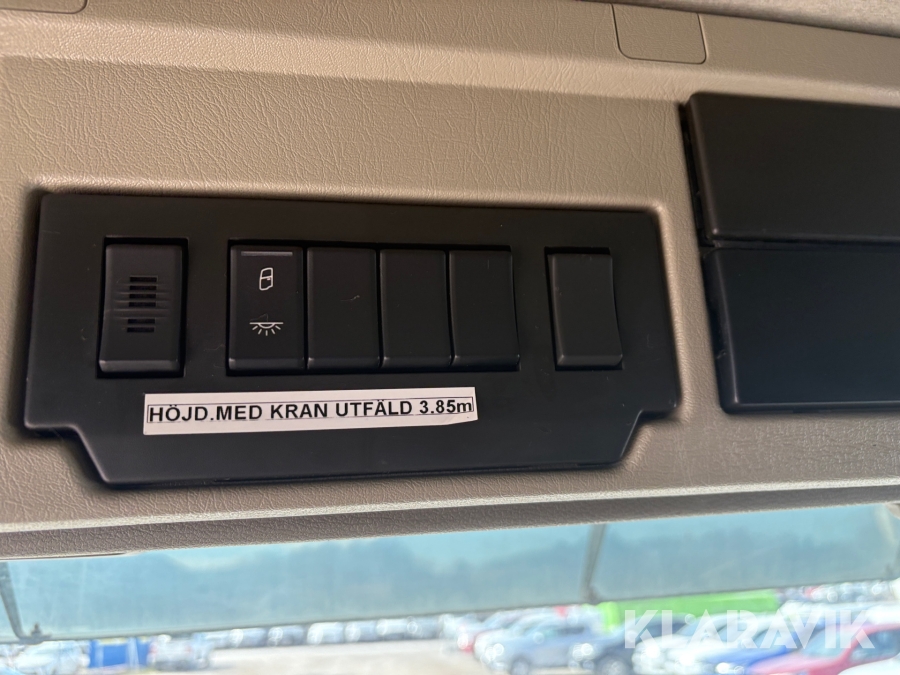 HÖJD.MED KRAN UTFÄLD 3.85m
KLARAVIK